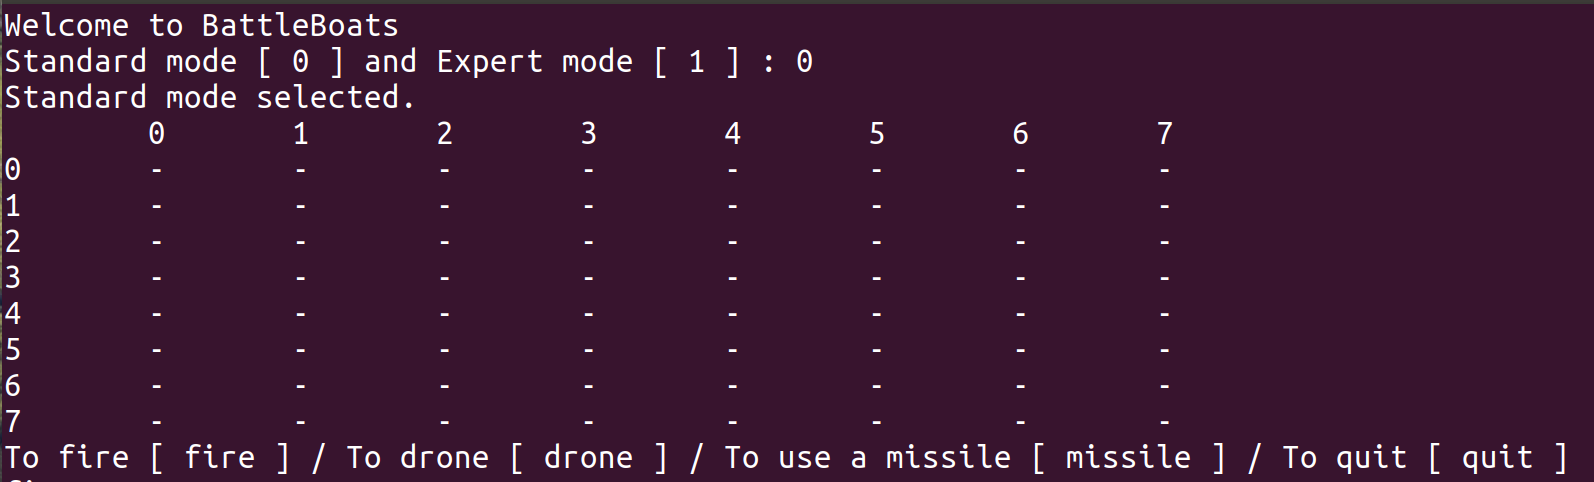 Welcome to BattleBoats
Standard mode [ 0 ] and Expert mode [ 1 ] : 0
Standard mode selected.
0 1 2 3 4 5 6 7
0 - - - - - - - -
1 - - - - - - - -
2 - - - - - - - -
3 - - - - - - - -
4 - - - - - - - -
5 - - - - - - - -
6 - - - - - - - -
7 - - - - - - - -
To fire [ fire ] / To drone [ drone ] / To use a missile [ missile ] / To quit [ quit ]